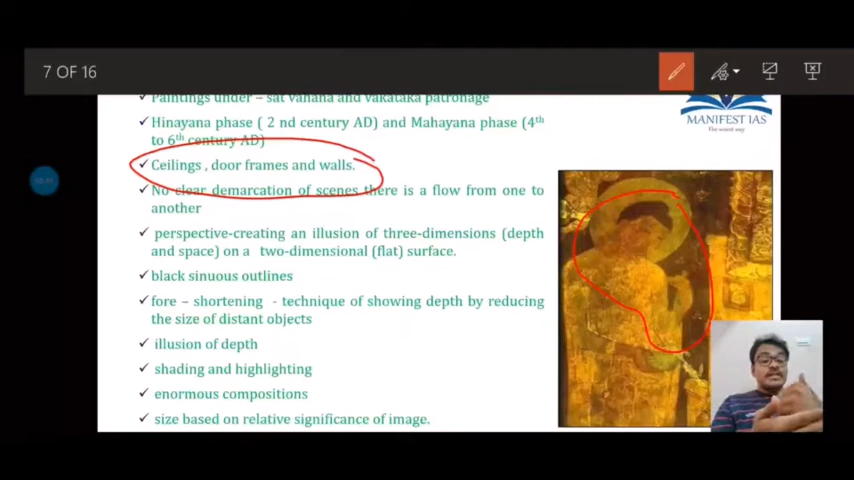 7 OF 16
Paintings under – sat vahana and vakataka patronage
MANIFEST IAS
Hinayana phase ( 2 nd century AD) and Mahayana phase (4th
to 6th century AD)
Ceilings , door frames and walls.
No clear demarcation of scenes there is a flow from one to
another
perspective-creating an illusion of three-dimensions (depth
and space) on a two-dimensional (flat) surface.
black sinuous outlines
fore – shortening - technique of showing depth by reducing
the size of distant objects
illusion of depth
shading and highlighting
enormous compositions
size based on relative significance of image.